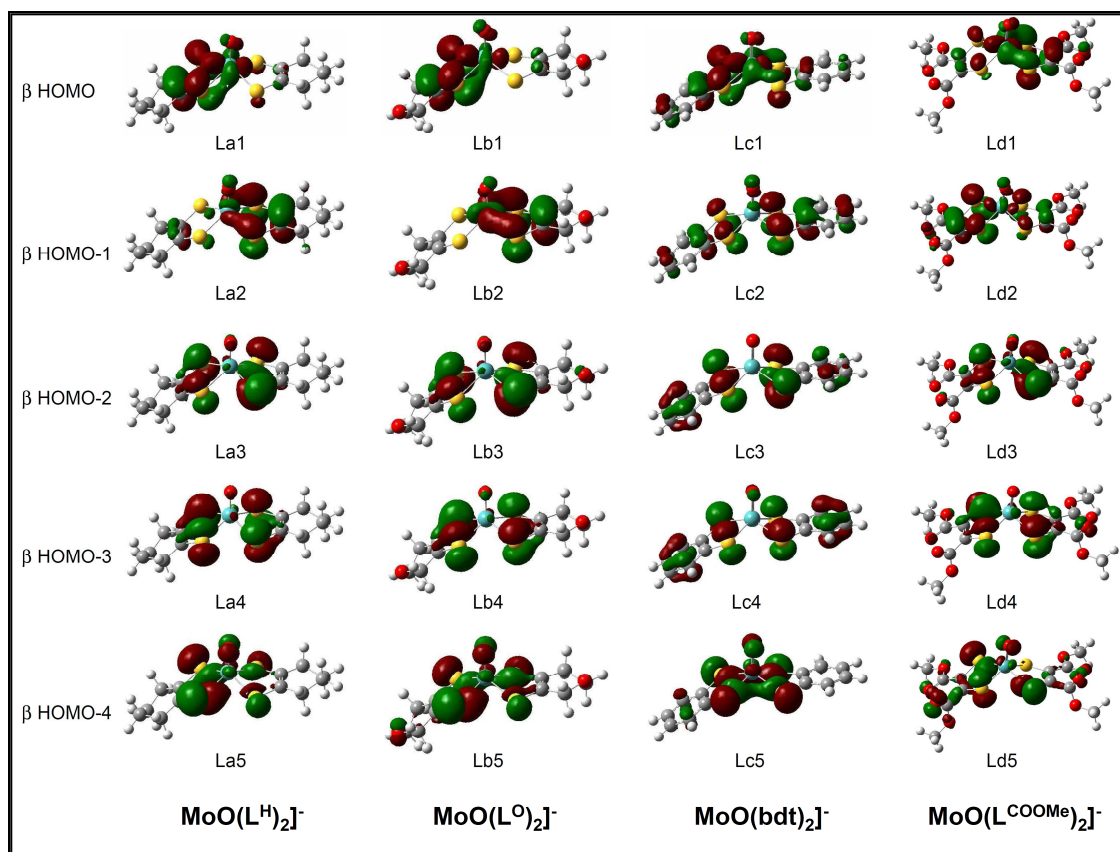 β HOMO
La1 Lb1 Lc1 Ld1
β HOMO-1
La2 Lb2 Lc2 Ld2
β HOMO-2
La3 Lb3 Lc3 Ld3
β HOMO-3
La4 Lb4 Lc4 Ld4
β HOMO-4
La5 Lb5 Lc5 Ld5
MoO(L^H)₂]⁻ MoO(L^O)₂]⁻ MoO(bdt)₂]⁻ MoO(L^COOMe)₂]⁻